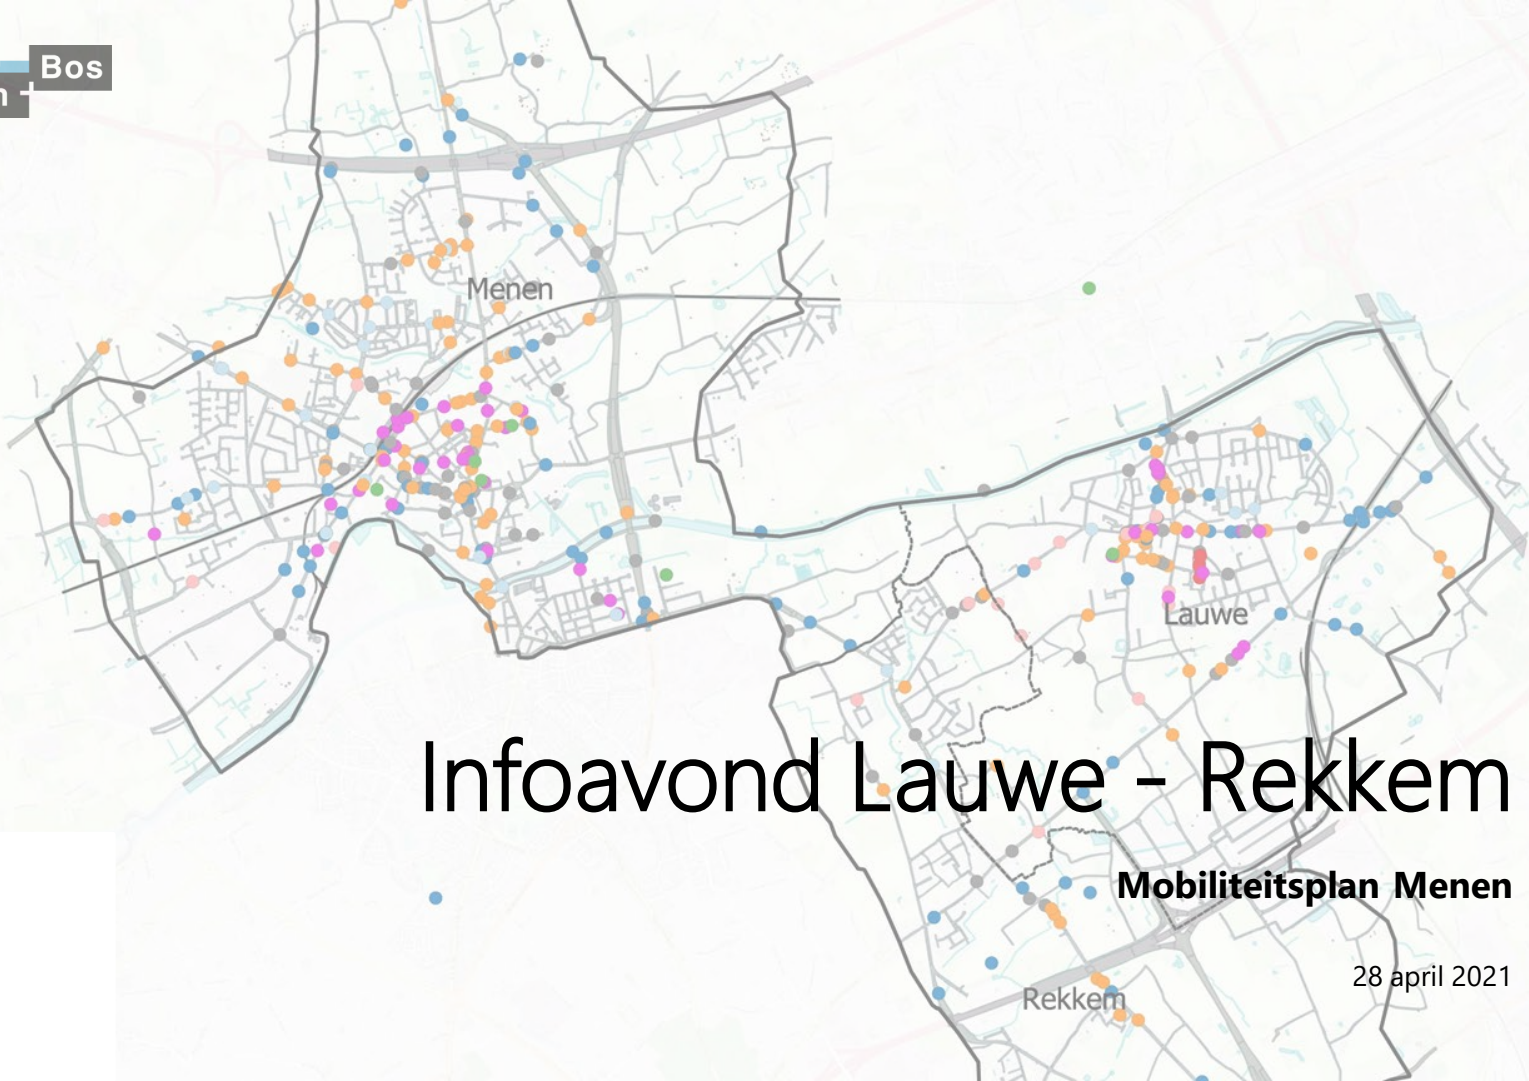 Bos
n +
Menen
Lauwe
Infoavond Lauwe - Rekkem
Mobiliteitsplan Menen
28 april 2021
Rekkem